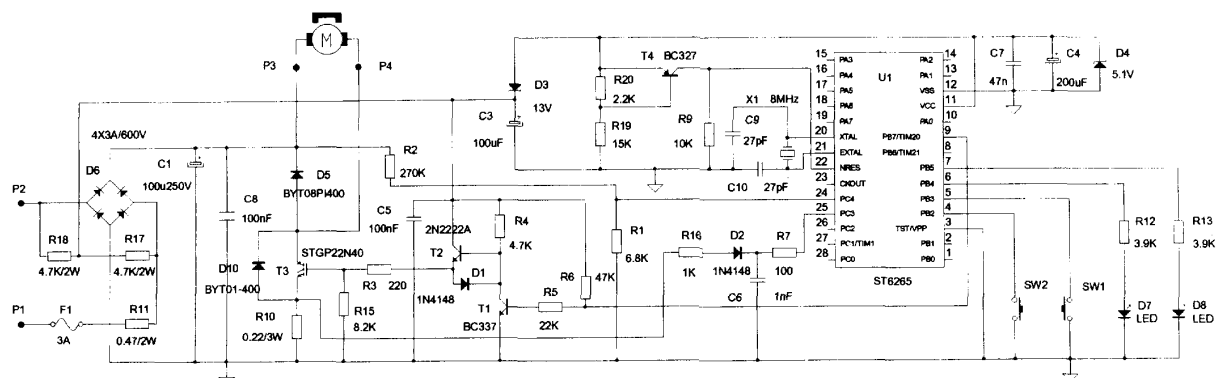 M
P3
P4
D3
13V
C3
100uF
R20
2.2K
R19
15K
T4
BC327
R9
10K
X1
8MHz
C9
27pF
C10
27pF
U1
15
PA3
16
PA4
17
PA5
18
PA6
19
PA7
20
XTAL
21
EXTAL
22
NRES
23
CNOUT
24
PC4
25
PC3
26
PC2
27
PC1/TIM1
28
PC0
PA2
14
PA1
13
VSS
12
VCC
11
PA0
10
PB7/TIM20
9
PB6/TIM21
8
PB5
7
PB4
6
PB3
5
PB2
4
TST/VPP
3
PB1
2
PB0
1
ST6265
C7
47n
C4
200uF
D4
5.1V
4X3A/600V
D6
C1
100u250V
P2
R18
4.7K/2W
R17
4.7K/2W
P1
F1
3A
R11
0.47/2W
C8
100nF
D5
BYT08PI400
STGP22N40
T3
D10
BYT01-400
R10
0.22/3W
R2
270K
C5
100nF
2N2222A
T2
R4
4.7K
R3
220
R15
8.2K
1N4148
D1
T1
BC337
R5
22K
R6
47K
R1
6.8K
R16
1K
D2
1N4148
R7
100
C6
1nF
SW2
SW1
R12
3.9K
R13
3.9K
D7
LED
D8
LED